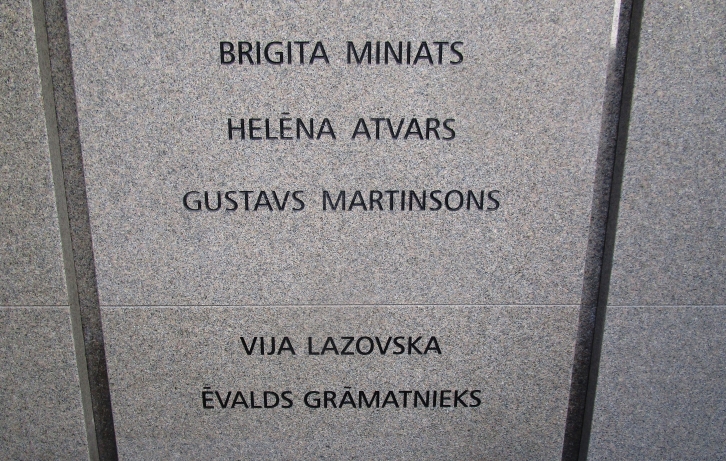 BRIGITA MINIATS
HELĒNA ATVARS
GUSTAVS MARTINSONS
VIJA LAZOVSKA
ĒVALDS GRĀMATNIEKS